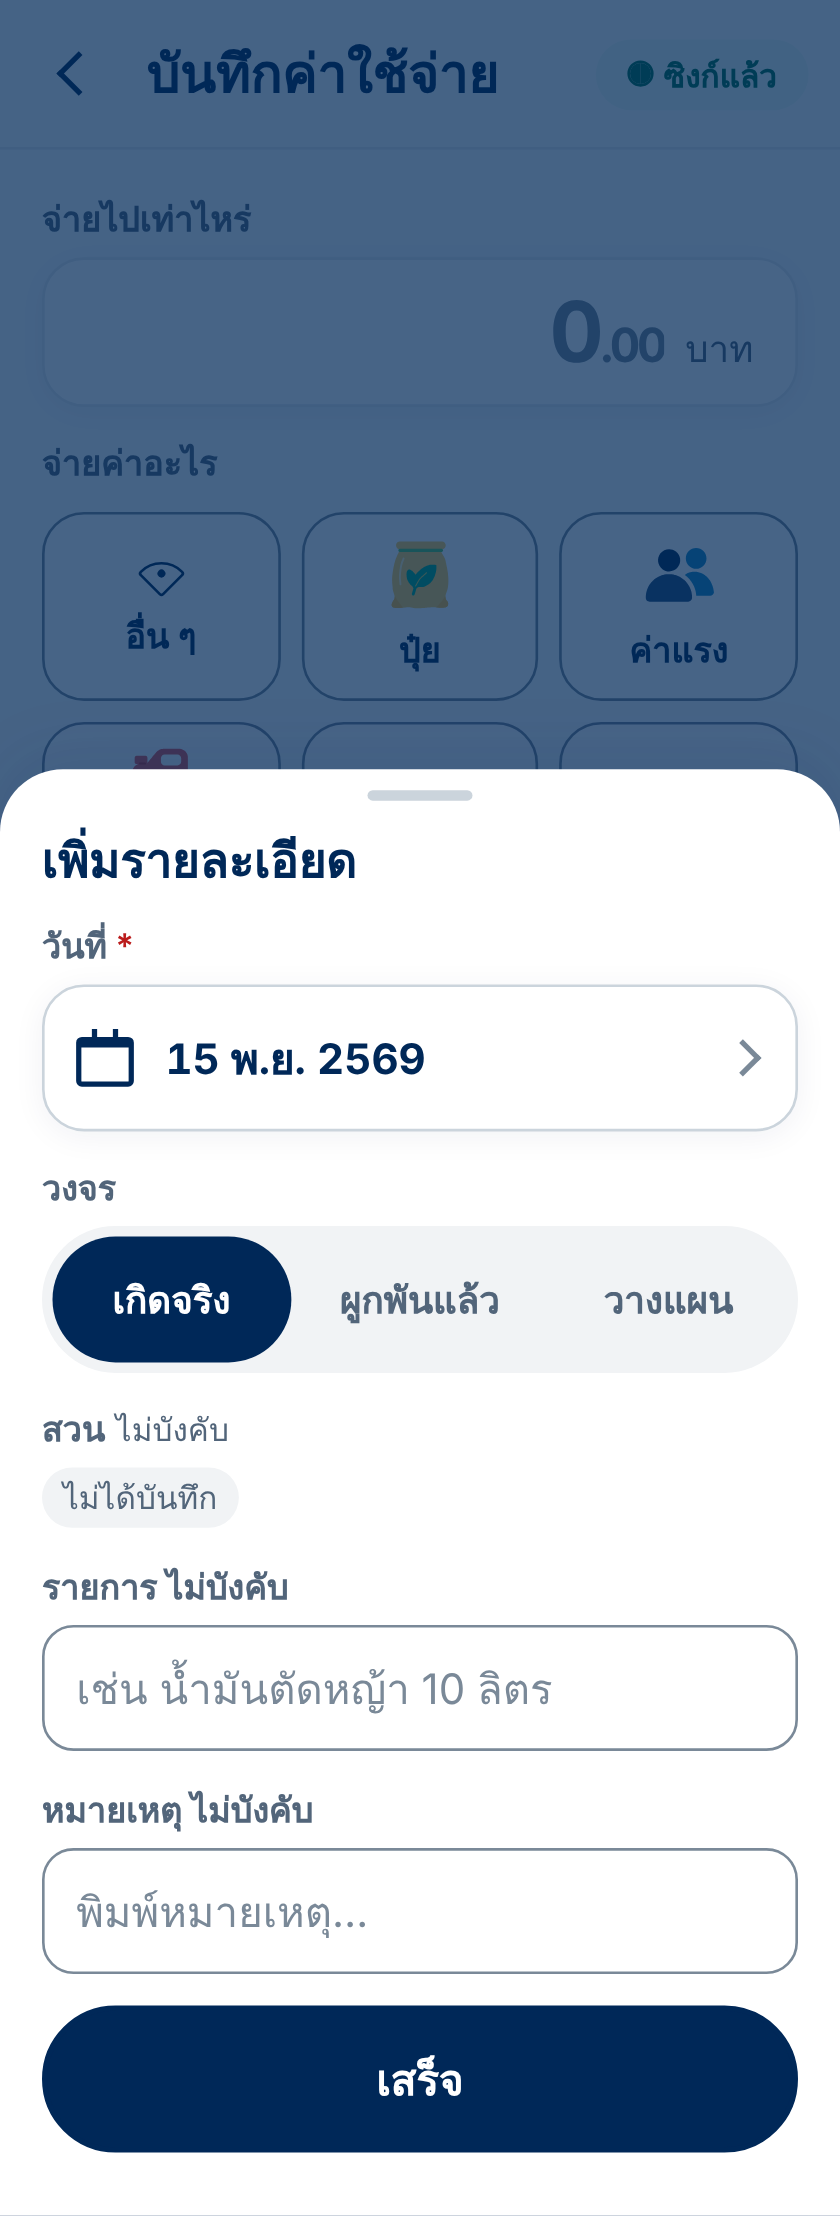 บันทึกค่าใช้จ่าย
ซิงก์แล้ว
จ่ายไปเท่าไหร่
0.00 บาท
จ่ายค่าอะไร
อื่น ๆ
ปุ๋ย
ค่าแรง
เพิ่มรายละเอียด
วันที่ *
15 พ.ย. 2569
วงจร
เกิดจริง
ผูกพันแล้ว
วางแผน
สวน ไม่บังคับ
ไม่ได้บันทึก
รายการ ไม่บังคับ
เช่น น้ำมันตัดหญ้า 10 ลิตร
หมายเหตุ ไม่บังคับ
พิมพ์หมายเหตุ...
เสร็จ